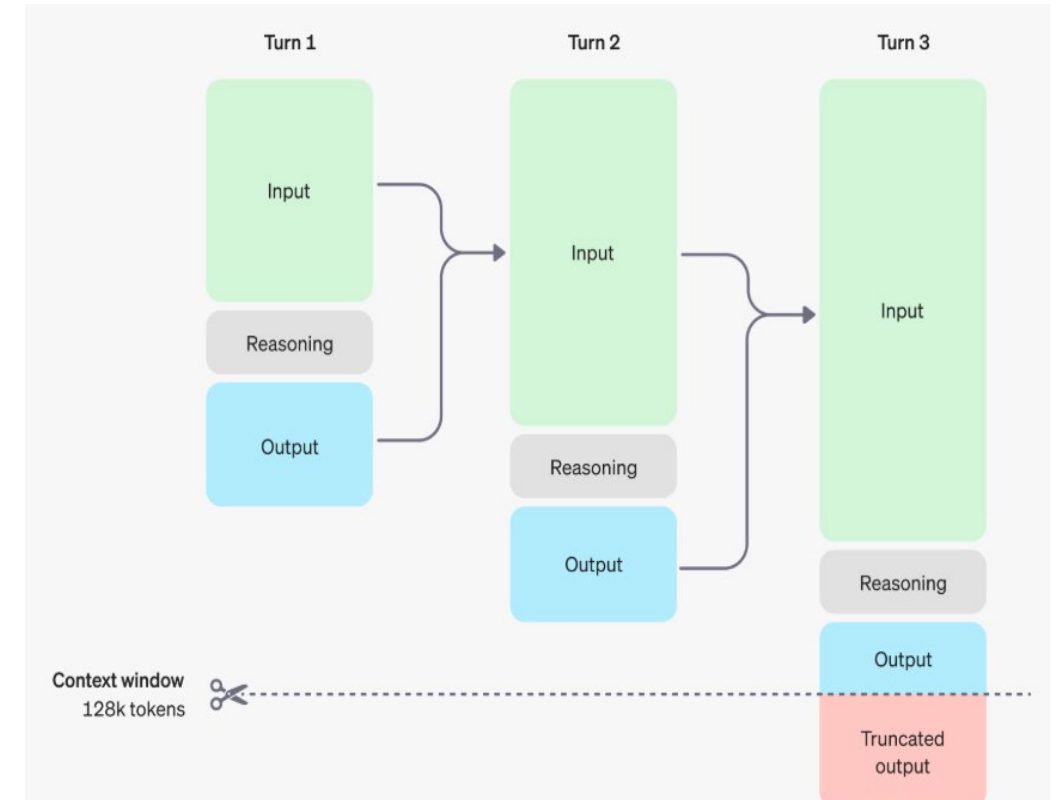 Turn 1
Turn 2
Turn 3
Input
Reasoning
Output
Input
Reasoning
Output
Input
Reasoning
Output
Context window
128k tokens
Truncated
output